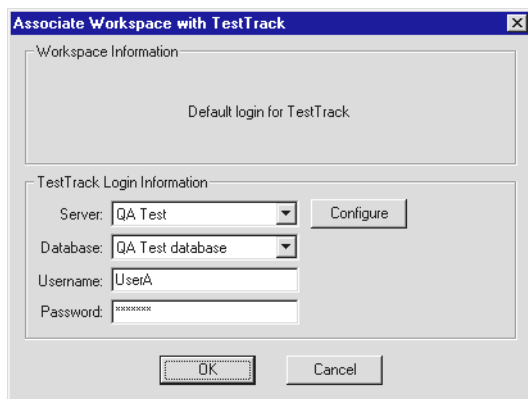 Associate Workspace with TestTrack
Workspace Information
Default login for TestTrack
TestTrack Login Information
Server: QA Test Configure
Database: QA Test database
Username: UserA
Password: *******
OK Cancel